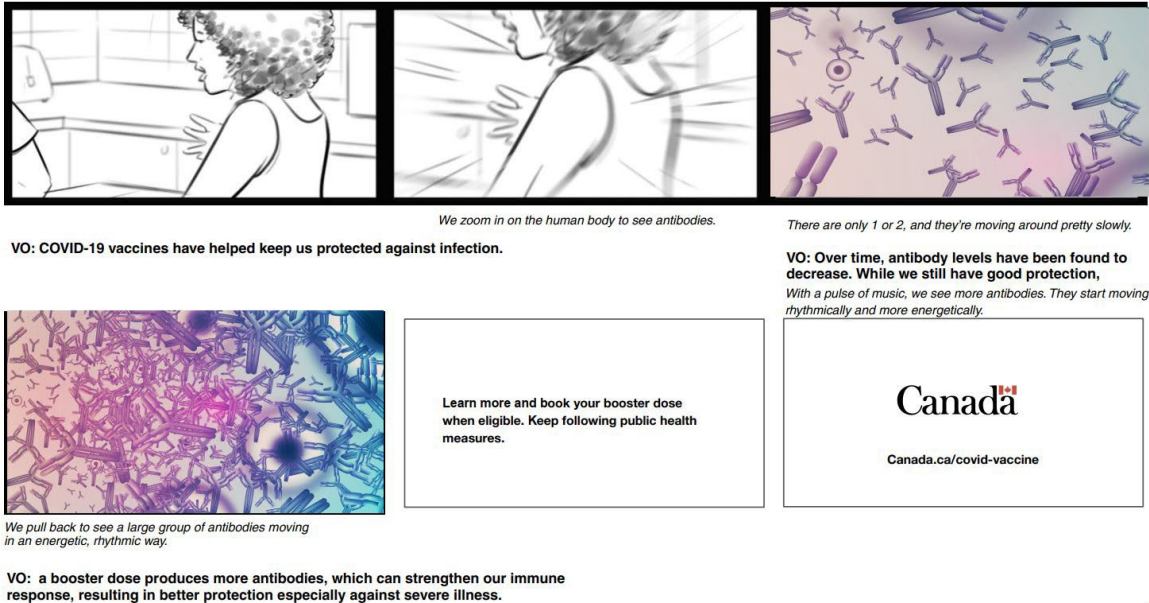 We zoom in on the human body to see antibodies.
VO: COVID-19 vaccines have helped keep us protected against infection.
There are only 1 or 2, and they're moving around pretty slowly.
VO: Over time, antibody levels have been found to
decrease. While we still have good protection,
With a pulse of music, we see more antibodies. They start moving
rhythmically and more energetically.
We pull back to see a large group of antibodies moving
in an energetic, rhythmic way.
VO: a booster dose produces more antibodies, which can strengthen our immune
response, resulting in better protection especially against severe illness.
Learn more and book your booster dose
when eligible. Keep following public health
measures.
Canada
Canada.ca/covid-vaccine